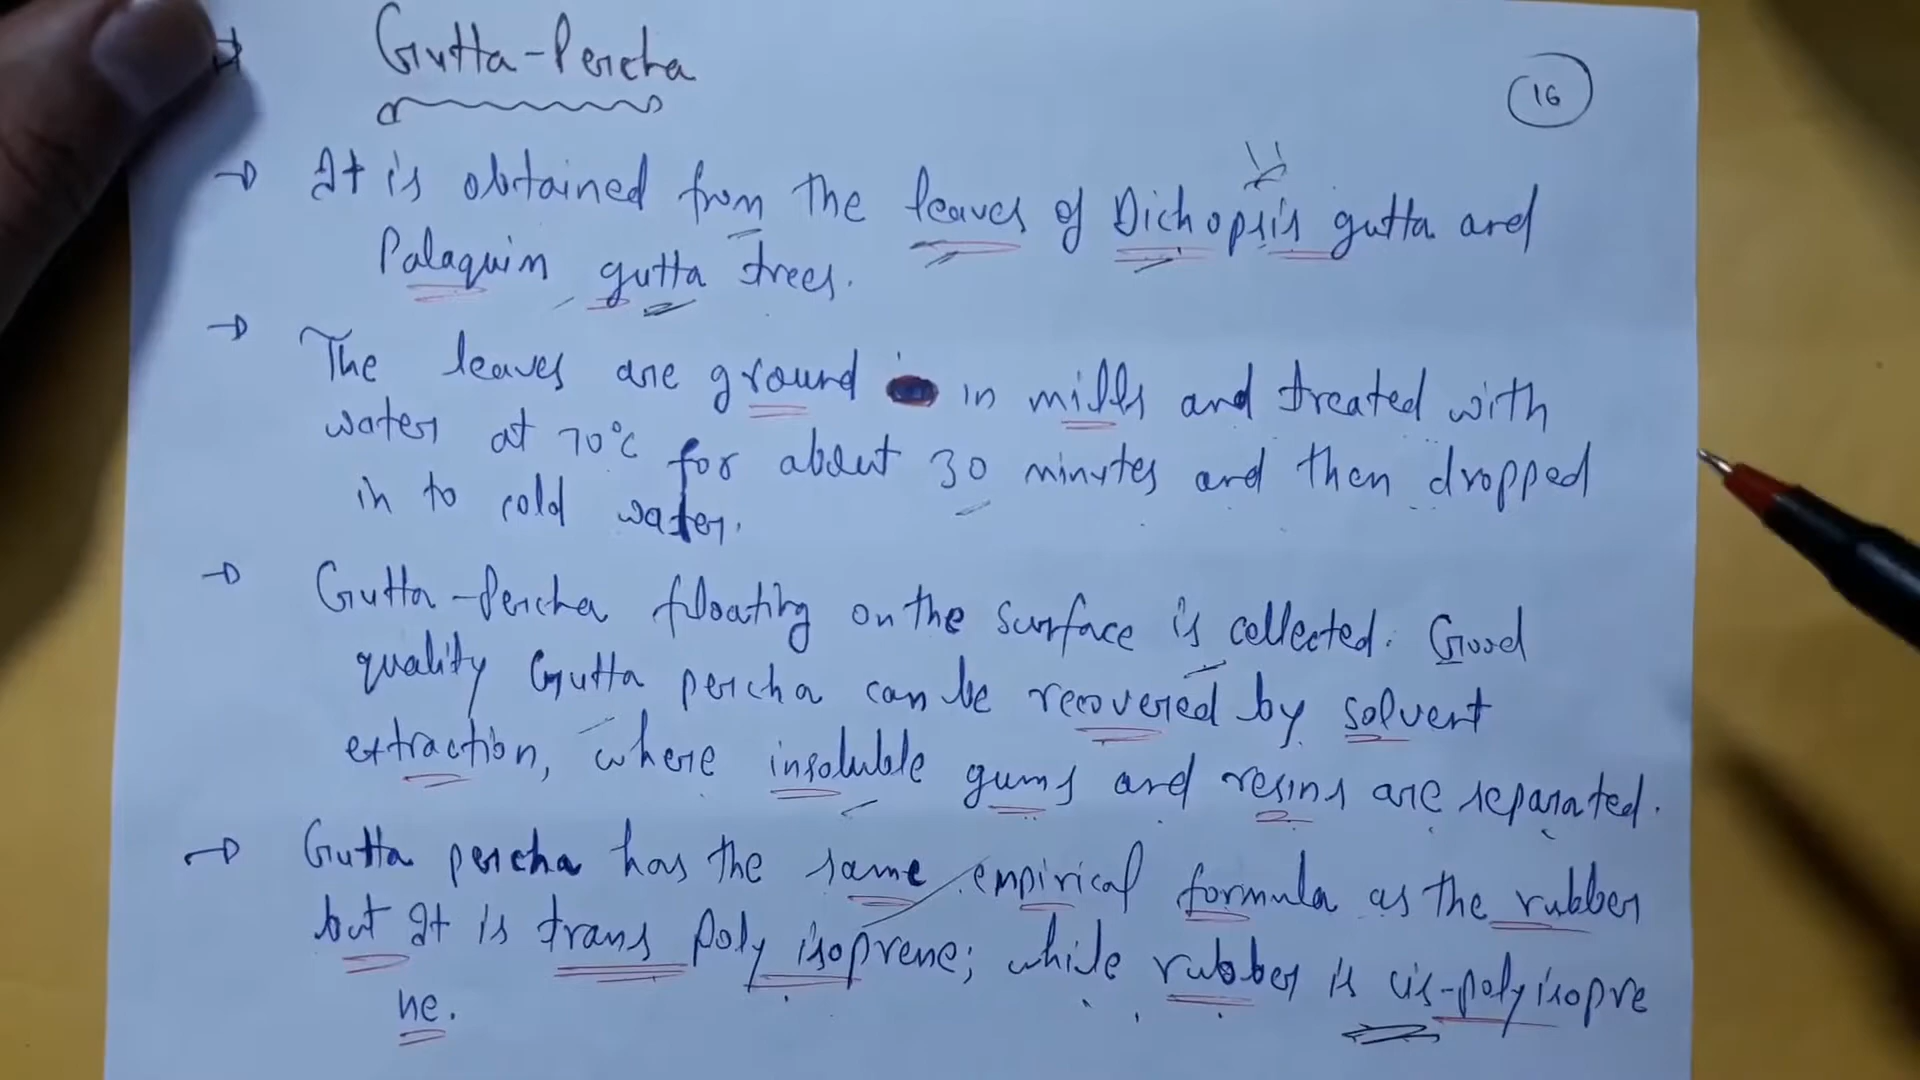 Gutta-Percha
16
→ It is obtained from the leaves of Dichopsis gutta and
Palaquin gutta trees.
→ The leaves are ground in mills and treated with
water at 70°C for about 30 minutes and then dropped
in to cold water.
→ Gutta-Percha floating on the surface is collected. Good
quality Gutta percha can be recovered by solvent
extraction, where insoluble gums and resins are separated.
→ Gutta percha has the same empirical formula as the rubber
but It is trans poly isoprene; while rubber is cis-polyisopre
ne.